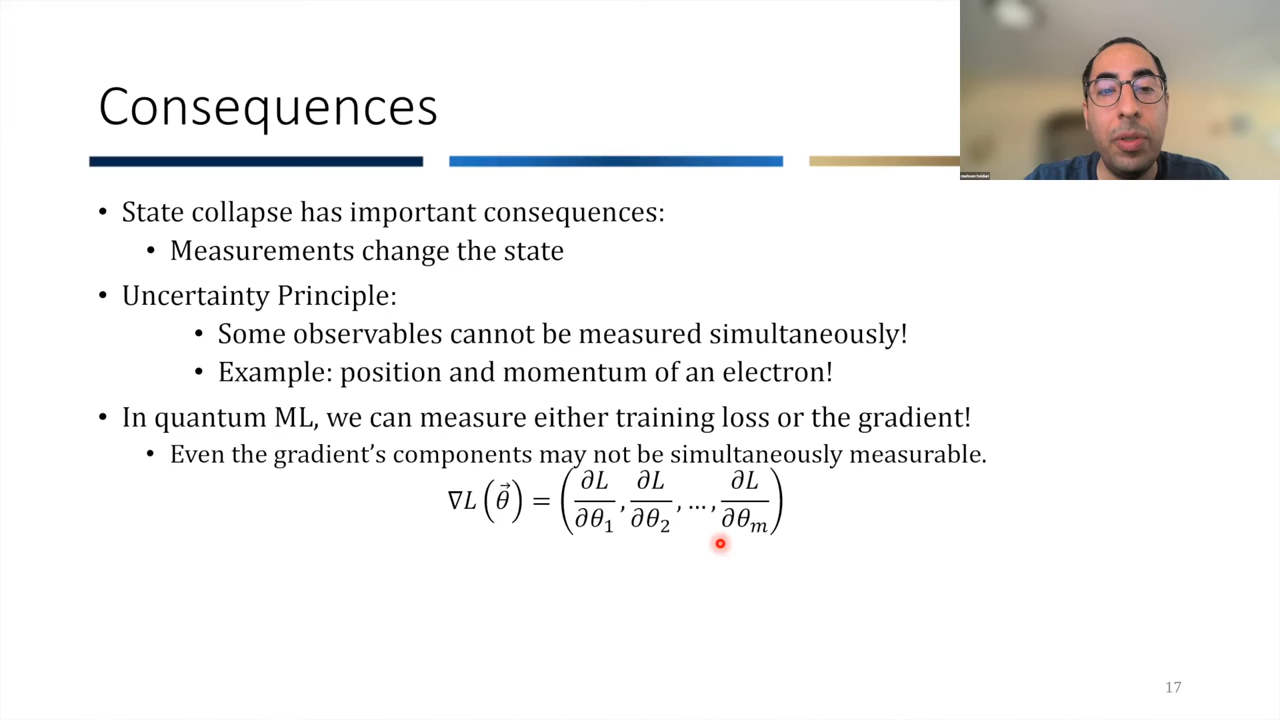 Consequences
• State collapse has important consequences:
• Measurements change the state
• Uncertainty Principle:
• Some observables cannot be measured simultaneously!
• Example: position and momentum of an electron!
• In quantum ML, we can measure either training loss or the gradient!
• Even the gradient's components may not be simultaneously measurable.
∇L(θ⃗) = (∂L/∂θ₁, ∂L/∂θ₂, …, ∂L/∂θₘ)
17